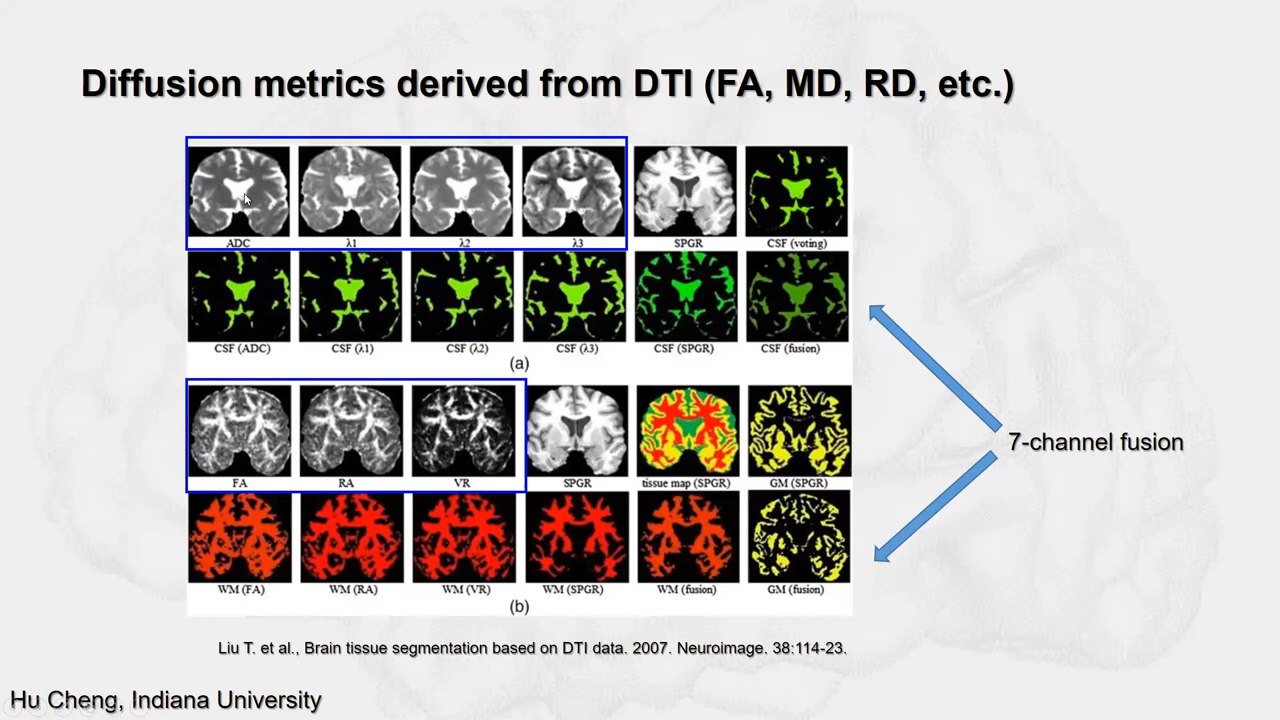 Diffusion metrics derived from DTI (FA, MD, RD, etc.)
ADC λ1 λ2 λ3 SPGR CSF (voting)
CSF (ADC) CSF (λ1) CSF (λ2) CSF (λ3) CSF (SPGR) CSF (fusion)
(a)
7-channel fusion
FA RA VR SPGR tissue map (SPGR) GM (SPGR)
WM (FA) WM (RA) WM (VR) WM (SPGR) WM (fusion) GM (fusion)
(b)
Liu T. et al., Brain tissue segmentation based on DTI data. 2007. Neuroimage. 38:114-23.
Hu Cheng, Indiana University